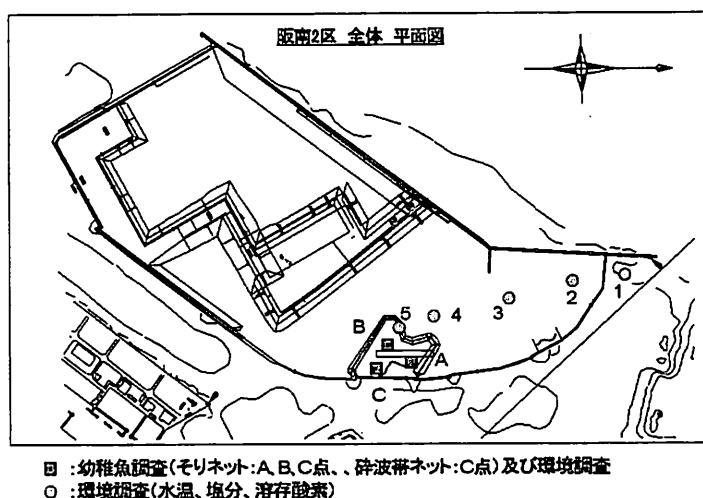 阪南2区 全体 平面図
1
2
3
4
5
B
A
C
回 :幼稚魚調査(そりネット:A,B,C点、、砕波帯ネット:C点)及び環境調査
○ :環境調査(水温、塩分、溶存酸素)